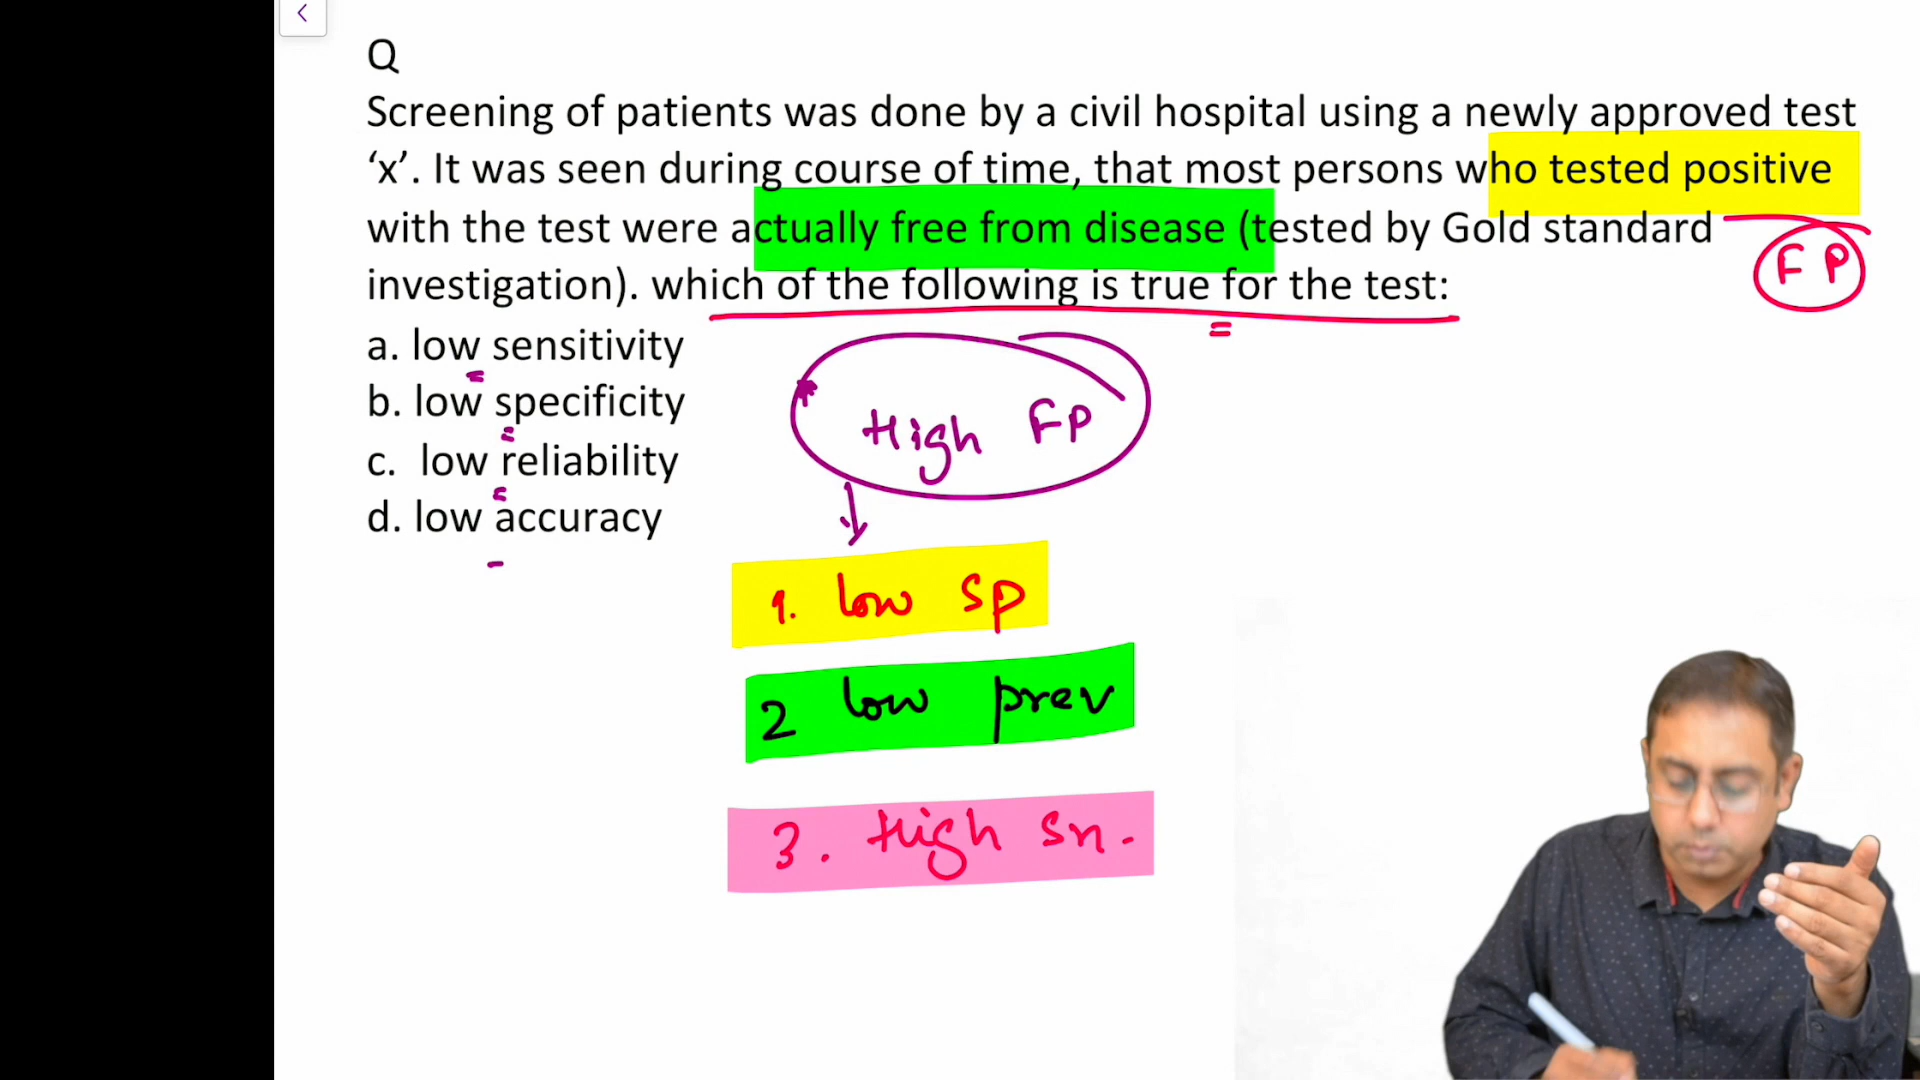 Q
Screening of patients was done by a civil hospital using a newly approved test
‘x’. It was seen during course of time, that most persons who tested positive
with the test were actually free from disease (tested by Gold standard
FP
investigation). which of the following is true for the test:
a. low sensitivity
b. low specificity
High FP
c. low reliability
d. low accuracy
1. low sp
2 low prev
3. High sn.